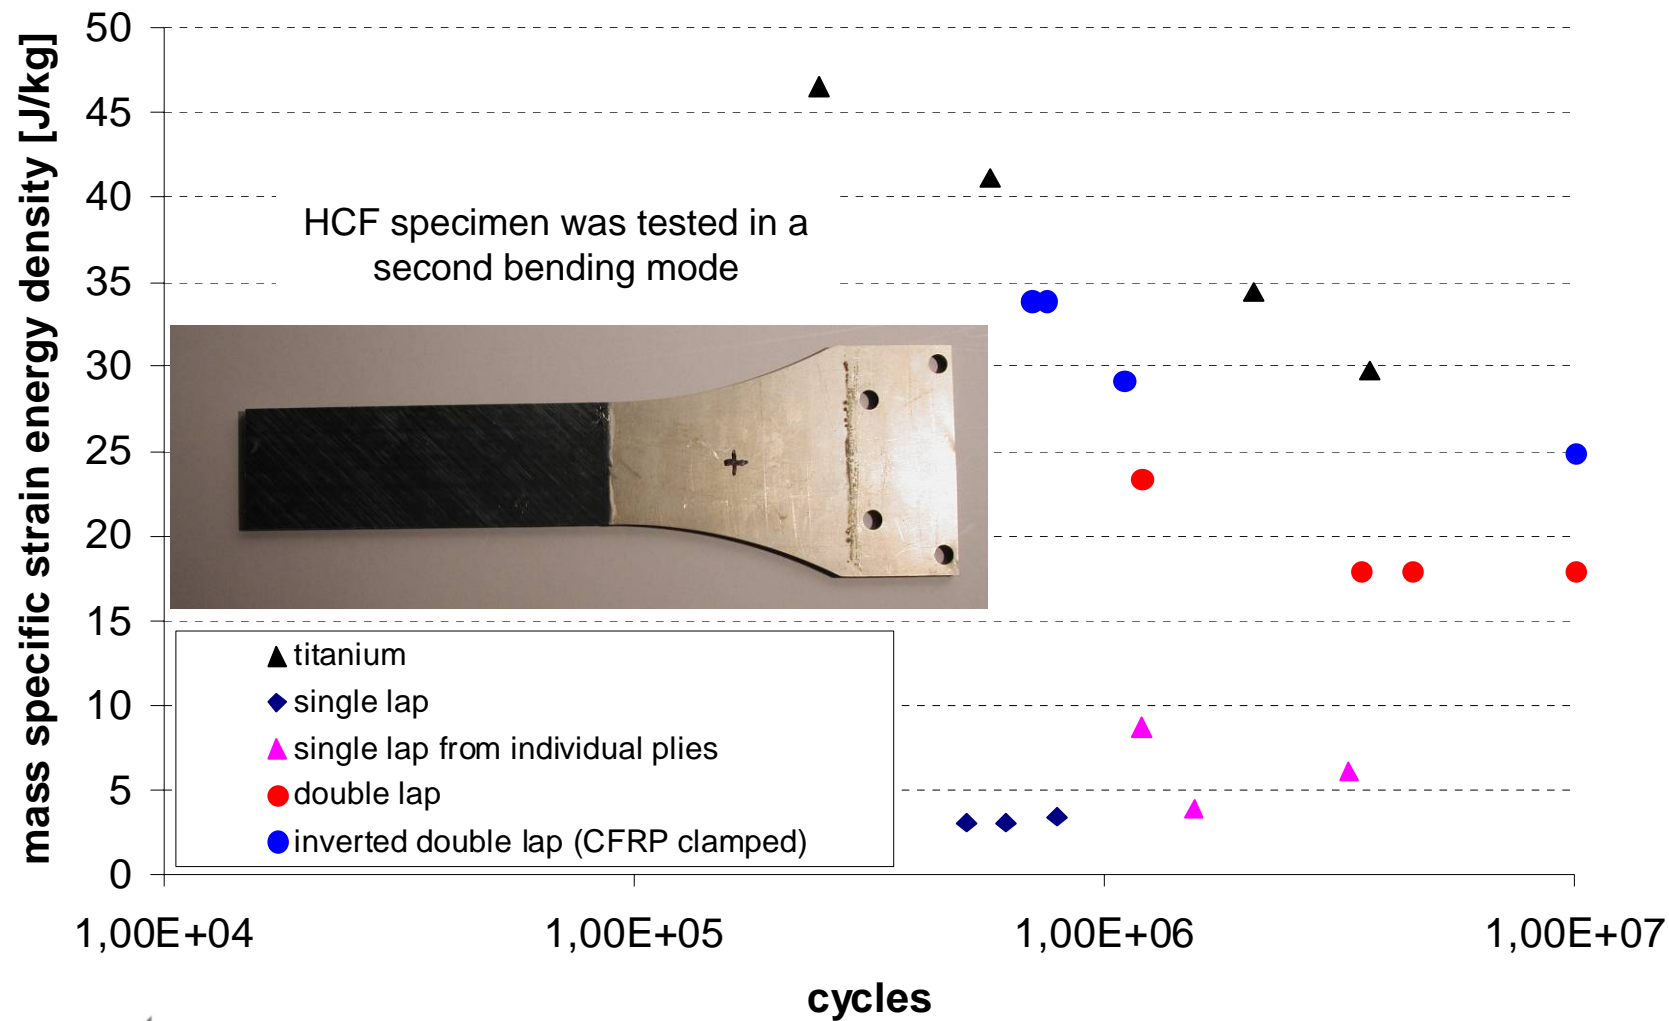 mass specific strain energy density [J/kg]
50
45
40
35
30
25
20
15
10
5
0
HCF specimen was tested in a
second bending mode
titanium
single lap
single lap from individual plies
double lap
inverted double lap (CFRP clamped)
1,00E+04
1,00E+05
1,00E+06
1,00E+07
cycles